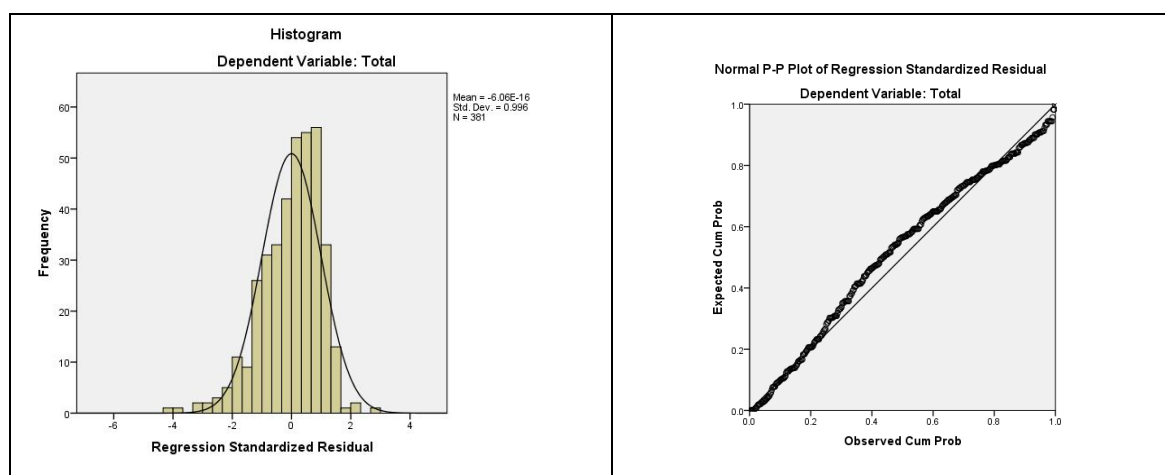 Histogram
Dependent Variable: Total
Mean = -6.06E-16
Std. Dev. = 0.996
N = 381
60
50
40
30
20
10
0
Frequency
-6 -4 -2 0 2 4
Regression Standardized Residual
Normal P-P Plot of Regression Standardized Residual
Dependent Variable: Total
1.0
0.8
0.6
0.4
0.2
0.0
Expected Cum Prob
0.0 0.2 0.4 0.6 0.8 1.0
Observed Cum Prob